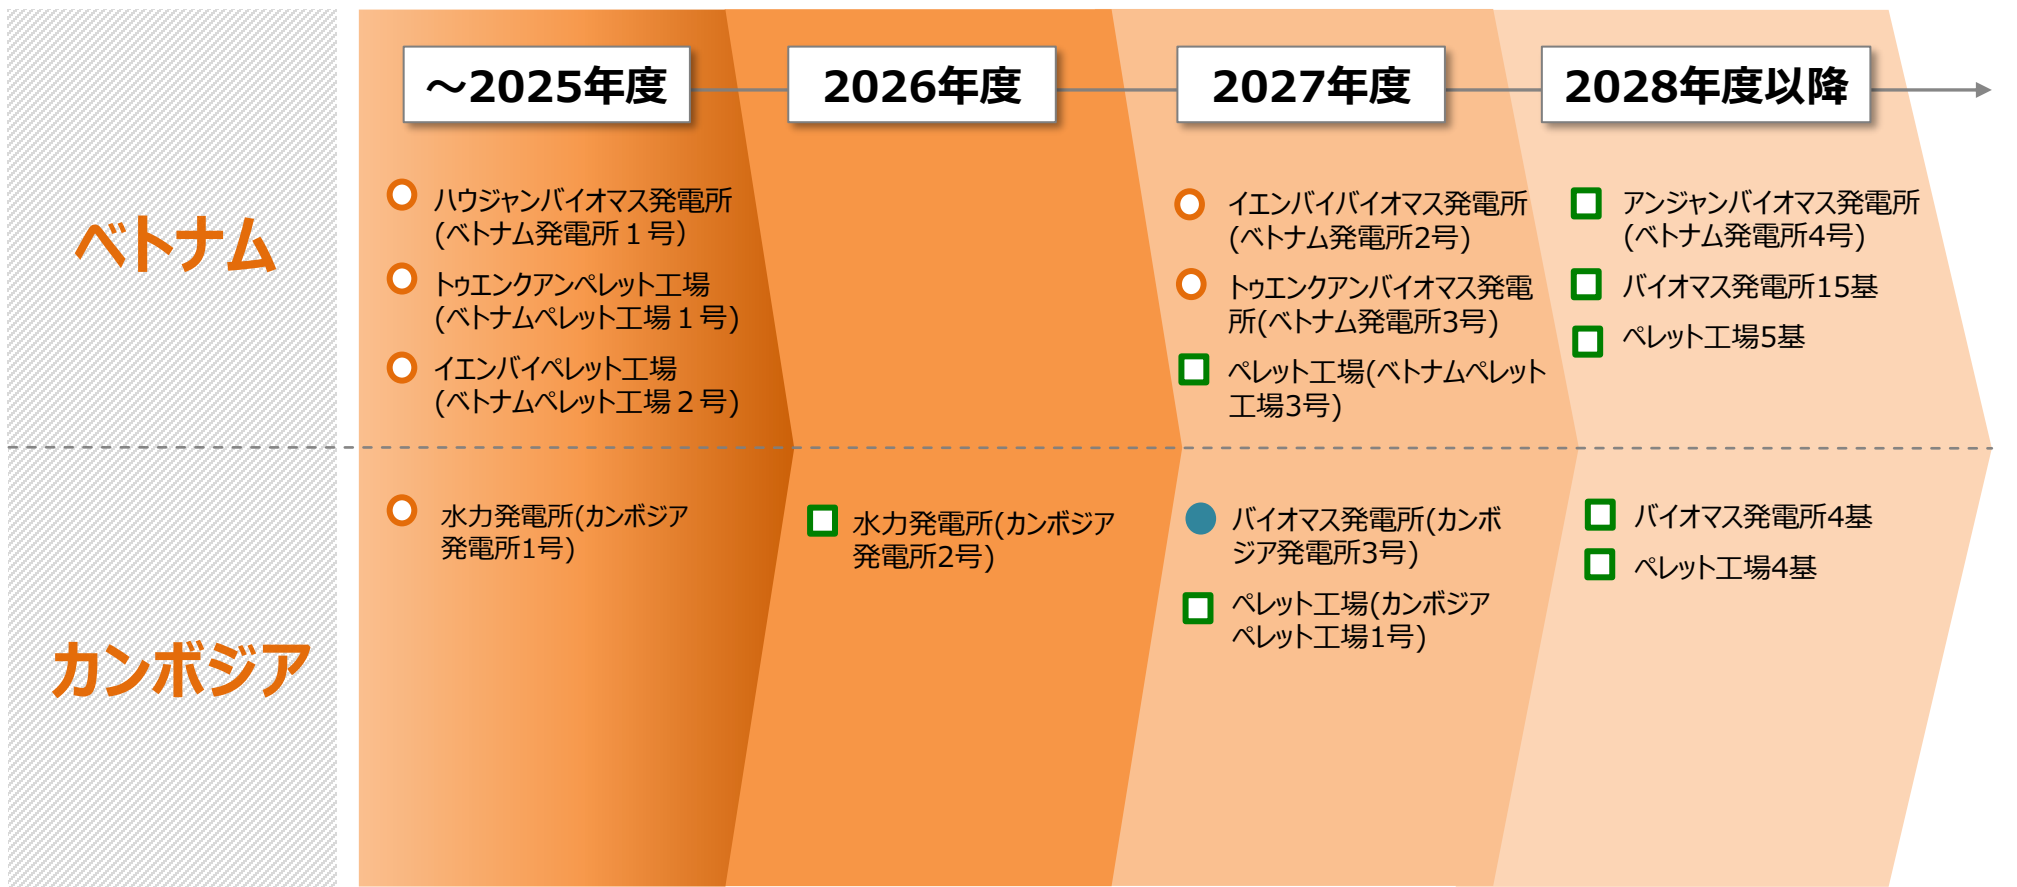 ～2025年度
2026年度
2027年度
2028年度以降
ベトナム
ハウジャンバイオマス発電所
(ベトナム発電所１号)
トゥエンクアンペレット工場
(ベトナムペレット工場１号)
イエンバイペレット工場
(ベトナムペレット工場２号)
イエンバイバイオマス発電所
(ベトナム発電所2号)
トゥエンクアンバイオマス発電
所(ベトナム発電所3号)
ペレット工場(ベトナムペレット
工場3号)
アンジャンバイオマス発電所
(ベトナム発電所4号)
バイオマス発電所15基
ペレット工場5基
カンボジア
水力発電所(カンボジア
発電所1号)
水力発電所(カンボジア
発電所2号)
バイオマス発電所(カンボ
ジア発電所3号)
ペレット工場(カンボジア
ペレット工場1号)
バイオマス発電所4基
ペレット工場4基